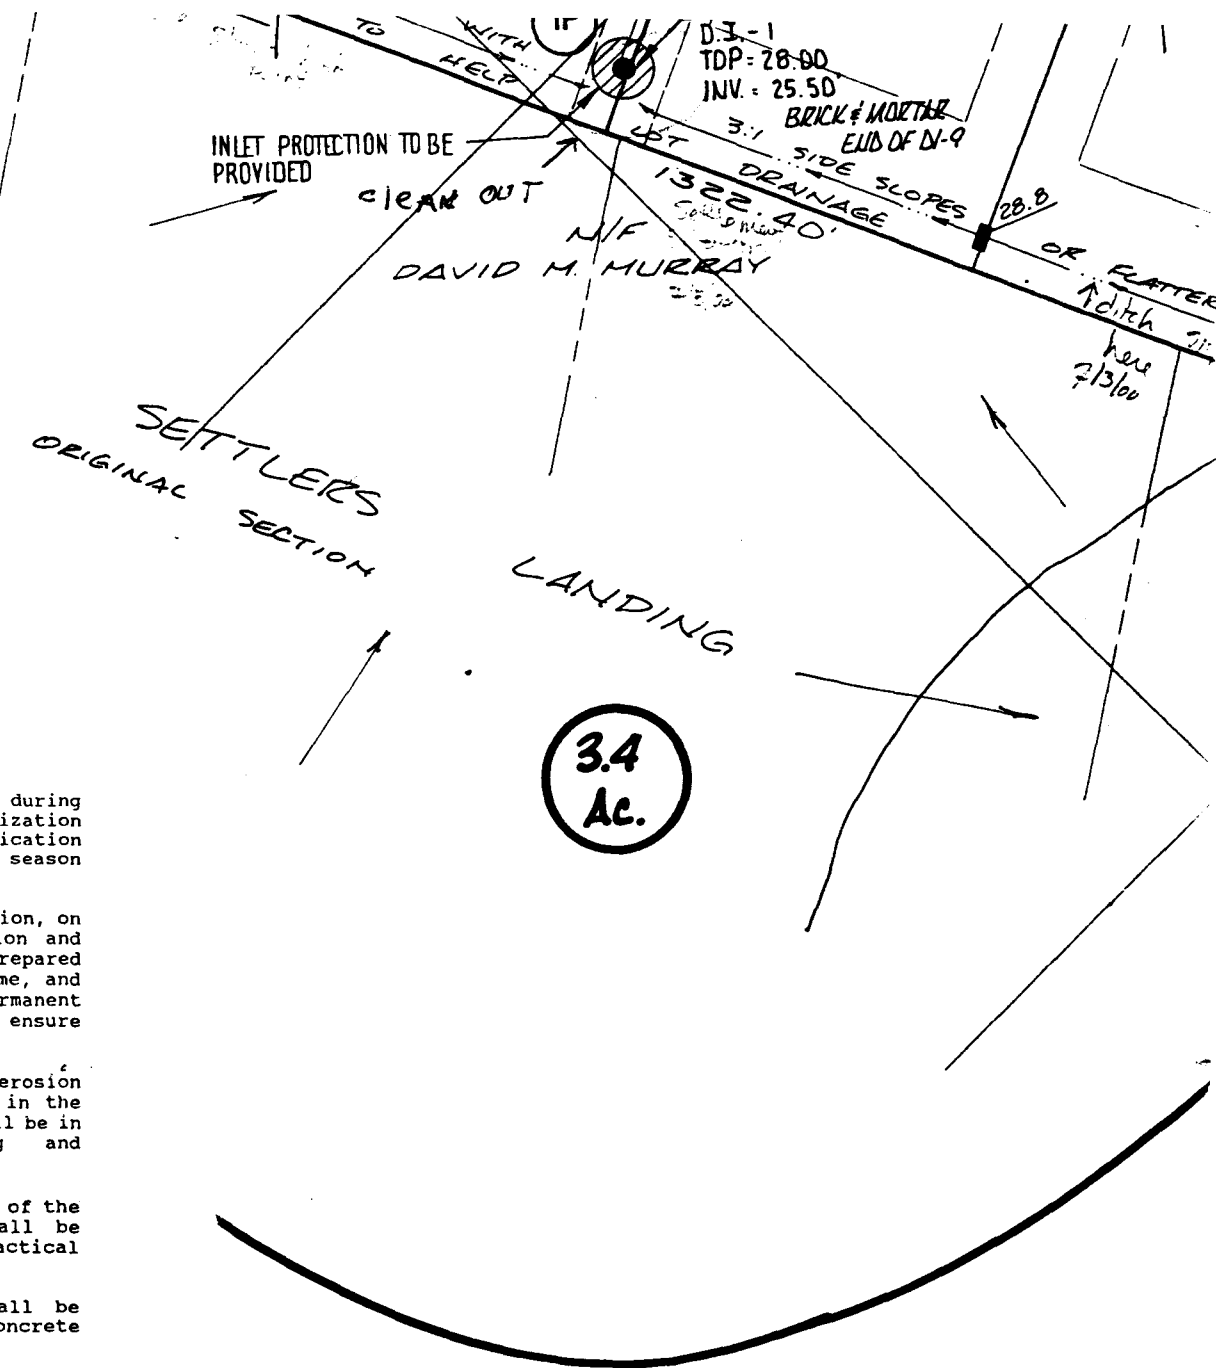 IP
D.I.-1
TOP = 28.00
INV. = 25.50'
BRICK & MORTAR
END OF DI-9
TO HELP WITH LOT DRAINAGE
3:1 SIDE SLOPES OR FLATTER
INLET PROTECTION TO BE
PROVIDED
clean OUT
1322.40'
28.8
N/F
DAVID M. MURRAY
ditch
here
7/3/00
SETTLERS LANDING
ORIGINAL SECTION
3.4
Ac.
during
ization
ication
season
ion, on
on and
repared
me, and
rmanent
ensure
erosion
in the
ll be in
g and
of the
all be
actical
all be
oncrete